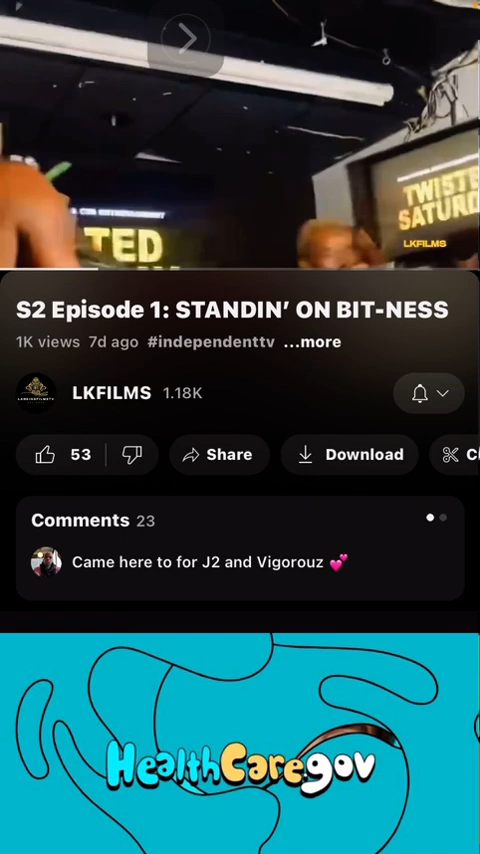 TED
TWISTE
SATURD
LKFILMS
S2 Episode 1: STANDIN’ ON BIT-NESS
1K views 7d ago #independenttv ...more
LKFILMS 1.18K
53 Share Download
Comments 23
Came here to for J2 and Vigorouz 💕
HealthCaregov